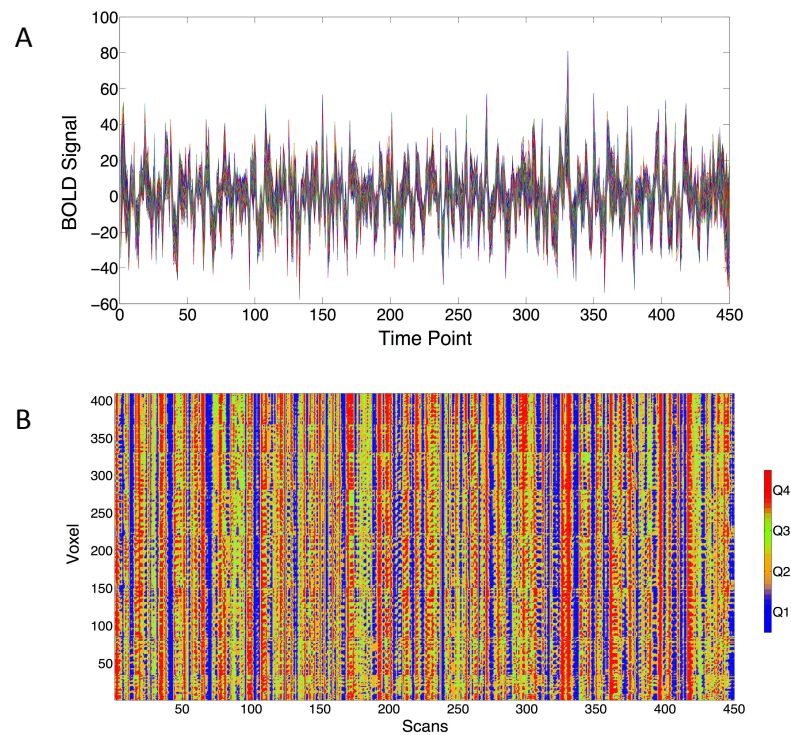 A
BOLD Signal
100
80
60
40
20
0
−20
−40
−60
0 50 100 150 200 250 300 350 400 450
Time Point
B
Voxel
400
350
300
250
200
150
100
50
50 100 150 200 250 300 350 400 450
Scans
Q4
Q3
Q2
Q1